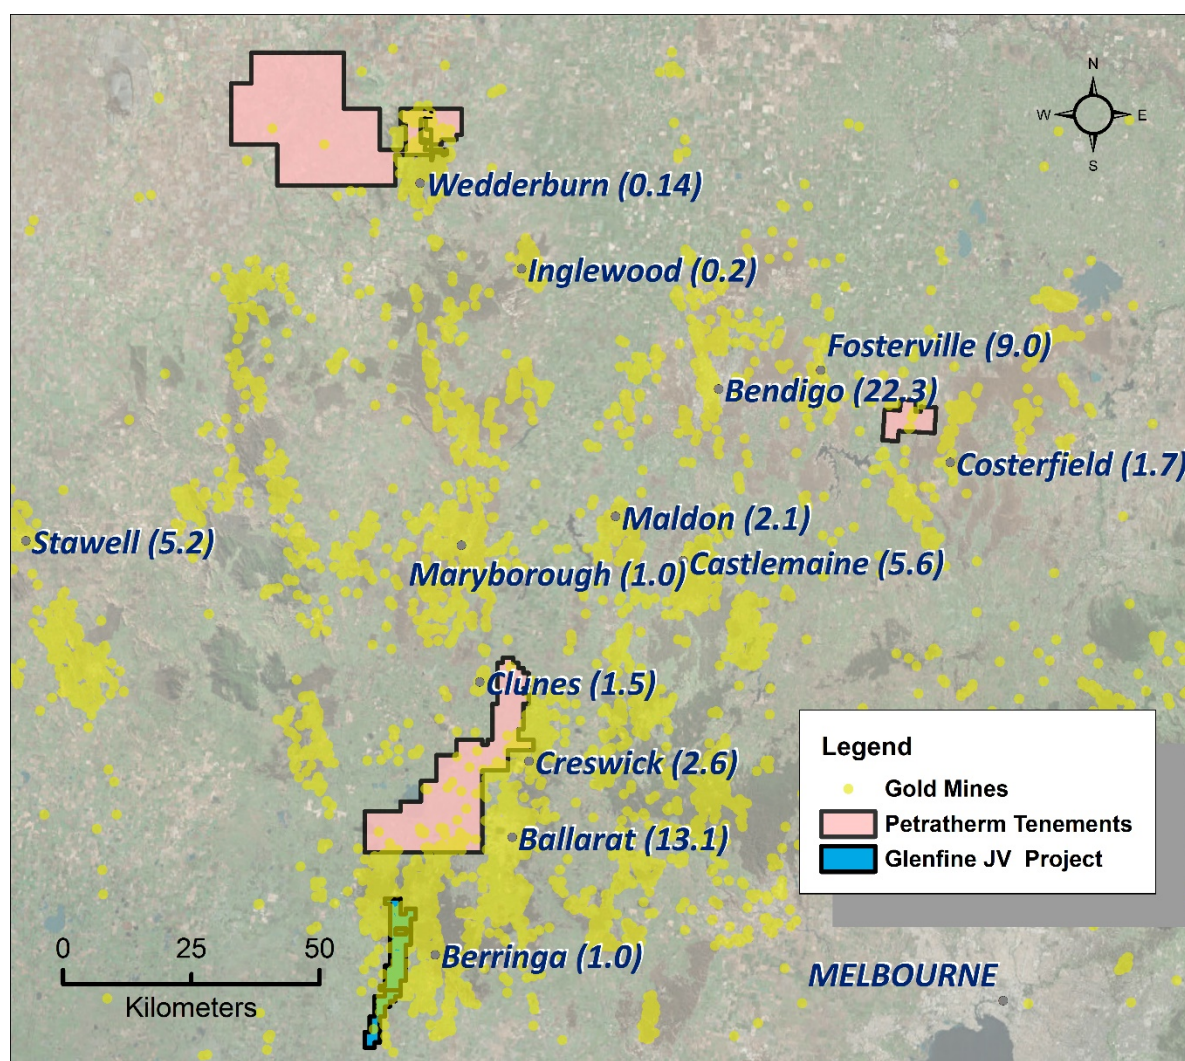 N
W E
S
Wedderburn (0.14)
Inglewood (0.2)
Fosterville (9.0)
Bendigo (22.3)
Costerfield (1.7)
Maldon (2.1)
Stawell (5.2)
Castlemaine (5.6)
Maryborough (1.0)
Clunes (1.5)
Creswick (2.6)
Ballarat (13.1)
Berringa (1.0)
MELBOURNE
Legend
Gold Mines
Petratherm Tenements
Glenfine JV Project
0 25 50
Kilometers